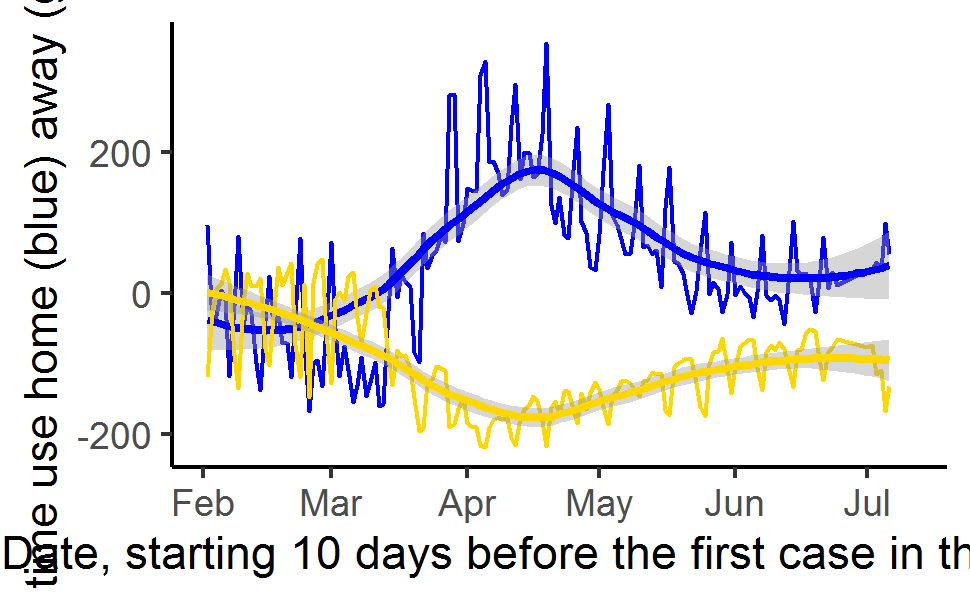 time use home (blue) away (
200
0
-200
Feb Mar Apr May Jun Jul
Date, starting 10 days before the first case in th